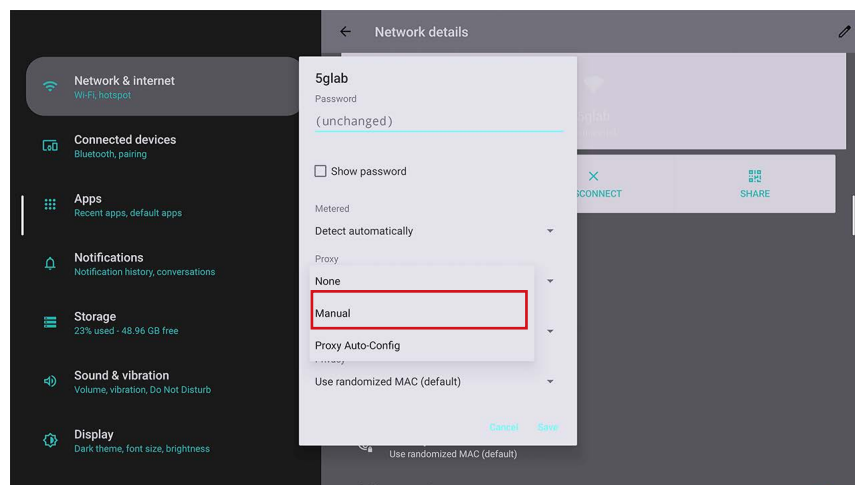 Network details
Network & internet
Wi-Fi, hotspot
Connected devices
Bluetooth, pairing
Apps
Recent apps, default apps
Notifications
Notification history, conversations
Storage
23% used - 48.96 GB free
Sound & vibration
Volume, vibration, Do Not Disturb
Display
Dark theme, font size, brightness
5glab
Password
(unchanged)
Show password
Metered
Detect automatically
Proxy
None
Manual
Proxy Auto-Config
Privacy
Use randomized MAC (default)
Cancel
Save
5glab
SCONNECT
SHARE
Use randomized MAC (default)